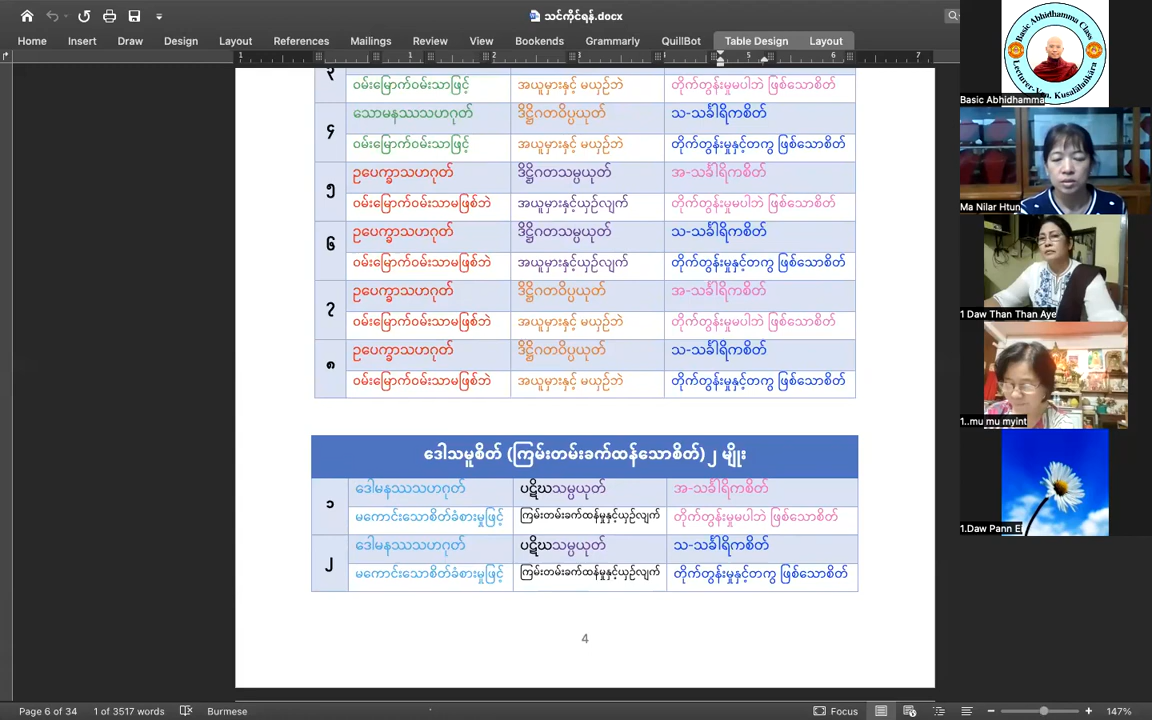 သင်ကိုင်ရန်.docx
Home Insert Draw Design Layout References Mailings Review View Bookends Grammarly QuillBot Table Design Layout
၃
ဝမ်းမြောက်ဝမ်းသာဖြင့် အယူမှားနှင့် မယှဉ်ဘဲ တိုက်တွန်းမှုမပါဘဲ ဖြစ်သောစိတ်
၄ သောမနဿသဟဂုတ် ဒိဋ္ဌိဂတဝိပ္ပယုတ် သ-သင်္ခါရိကစိတ်
ဝမ်းမြောက်ဝမ်းသာဖြင့် အယူမှားနှင့် မယှဉ်ဘဲ တိုက်တွန်းမှုနှင့်တကွ ဖြစ်သောစိတ်
၅ ဥပေက္ခာသဟဂုတ် ဒိဋ္ဌိဂတသမ္ပယုတ် အ-သင်္ခါရိကစိတ်
ဝမ်းမြောက်ဝမ်းသာမဖြစ်ဘဲ အယူမှားနှင့်ယှဉ်လျက် တိုက်တွန်းမှုမပါဘဲ ဖြစ်သောစိတ်
၆ ဥပေက္ခာသဟဂုတ် ဒိဋ္ဌိဂတသမ္ပယုတ် သ-သင်္ခါရိကစိတ်
ဝမ်းမြောက်ဝမ်းသာမဖြစ်ဘဲ အယူမှားနှင့်ယှဉ်လျက် တိုက်တွန်းမှုနှင့်တကွ ဖြစ်သောစိတ်
၇ ဥပေက္ခာသဟဂုတ် ဒိဋ္ဌိဂတဝိပ္ပယုတ် အ-သင်္ခါရိကစိတ်
ဝမ်းမြောက်ဝမ်းသာမဖြစ်ဘဲ အယူမှားနှင့် မယှဉ်ဘဲ တိုက်တွန်းမှုမပါဘဲ ဖြစ်သောစိတ်
၈ ဥပေက္ခာသဟဂုတ် ဒိဋ္ဌိဂတဝိပ္ပယုတ် သ-သင်္ခါရိကစိတ်
ဝမ်းမြောက်ဝမ်းသာမဖြစ်ဘဲ အယူမှားနှင့် မယှဉ်ဘဲ တိုက်တွန်းမှုနှင့်တကွ ဖြစ်သောစိတ်
ဒေါသမူစိတ် (ကြမ်းတမ်းခက်ထန်သောစိတ်) ၂ မျိုး
၁ ဒေါမနဿသဟဂုတ် ပဋိဃသမ္ပယုတ် အ-သင်္ခါရိကစိတ်
မကောင်းသောစိတ်ခံစားမှုဖြင့် ကြမ်းတမ်းခက်ထန်မှုနှင့်ယှဉ်လျက် တိုက်တွန်းမှုမပါဘဲ ဖြစ်သောစိတ်
၂ ဒေါမနဿသဟဂုတ် ပဋိဃသမ္ပယုတ် သ-သင်္ခါရိကစိတ်
မကောင်းသောစိတ်ခံစားမှုဖြင့် ကြမ်းတမ်းခက်ထန်မှုနှင့်ယှဉ်လျက် တိုက်တွန်းမှုနှင့်တကွ ဖြစ်သောစိတ်
4
Page 6 of 34 1 of 3517 words Burmese Focus 147%
Basic Abhidhamma Class
Lecturer-Ven. Kusalālaṅkāra
Basic Abhidhamma
Ma Nilar Htun
1 Daw Than Than Aye
1..mu mu myint
1.Daw Pann Ei